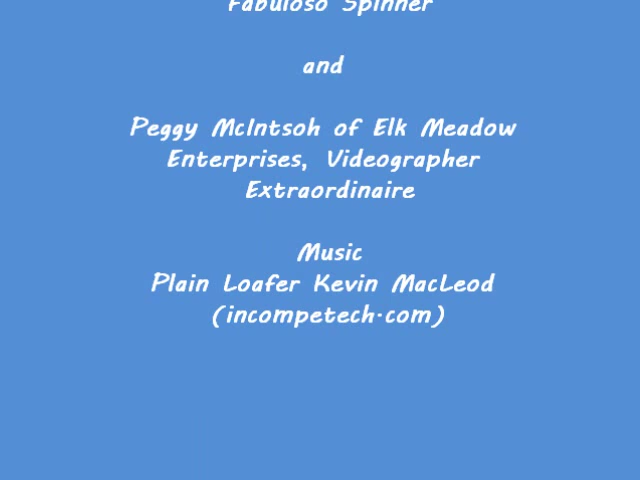 Fabuloso Spinner
and
Peggy McIntsoh of Elk Meadow
Enterprises, Videographer
Extraordinaire
Music
Plain Loafer Kevin MacLeod
(incompetech.com)